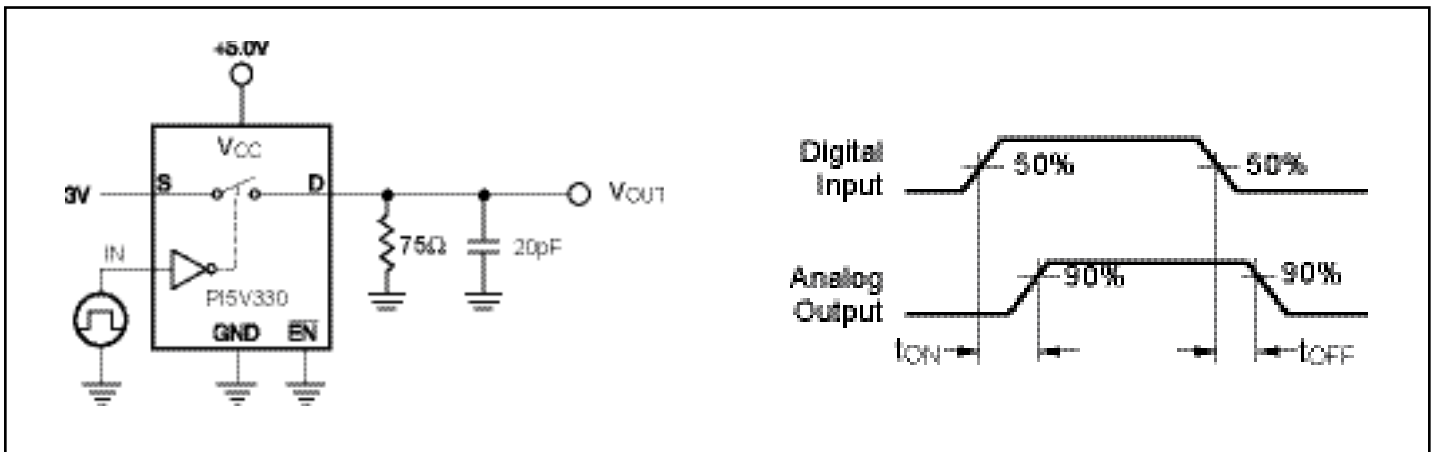 +5.0V
VCC
S
D
3V
VOUT
IN
75Ω
20pF
PI5V330
GND
EN
Digital
Input
50%
50%
Analog
Output
90%
90%
tON
tOFF